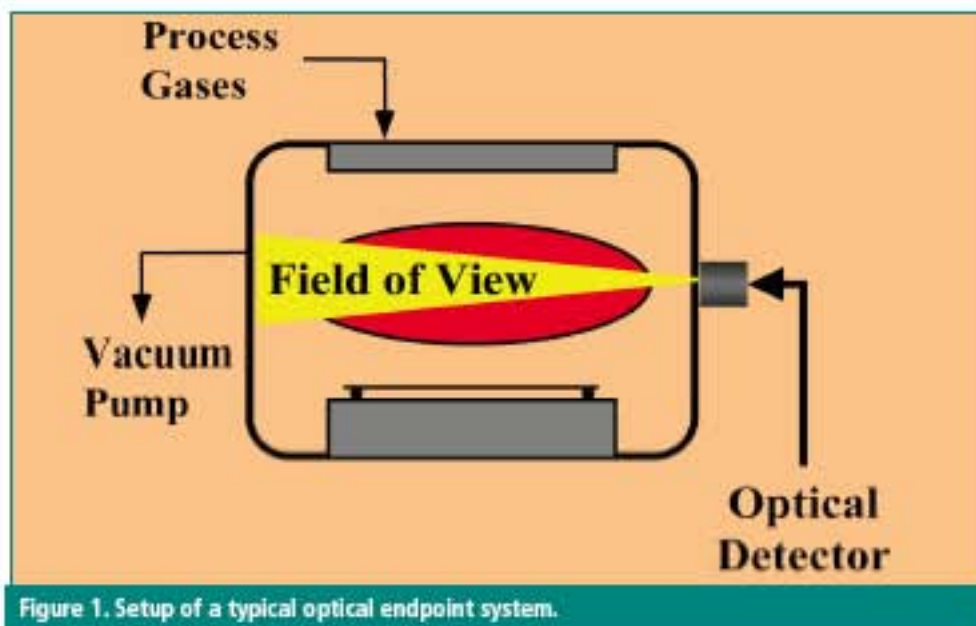 Process
Gases
Field of View
Vacuum
Pump
Optical
Detector
Figure 1. Setup of a typical optical endpoint system.